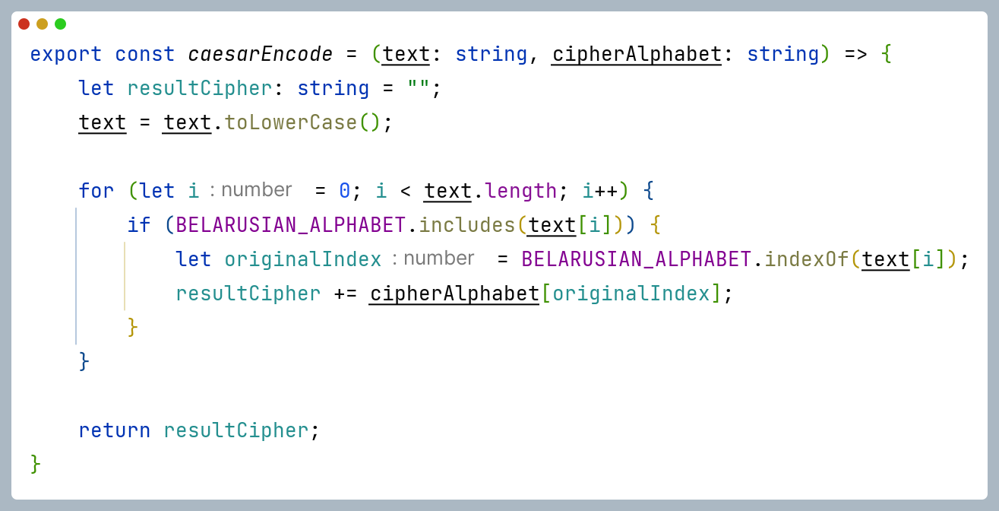 export const caesarEncode = (text: string, cipherAlphabet: string) => {
    let resultCipher: string = "";
    text = text.toLowerCase();

    for (let i : number = 0; i < text.length; i++) {
        if (BELARUSIAN_ALPHABET.includes(text[i])) {
            let originalIndex : number = BELARUSIAN_ALPHABET.indexOf(text[i]);
            resultCipher += cipherAlphabet[originalIndex];
        }
    }

    return resultCipher;
}